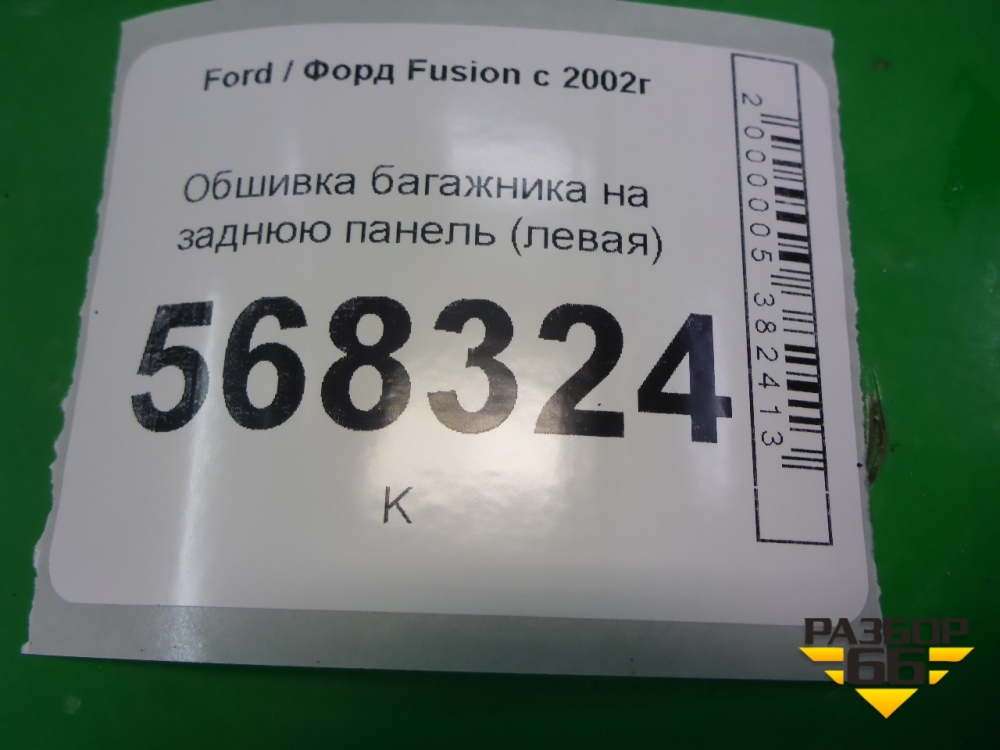 Ford / Форд Fusion с 2002г
Обшивка багажника на
заднюю панель (левая)
568324
К
2000005382413
РАЗБОР
66